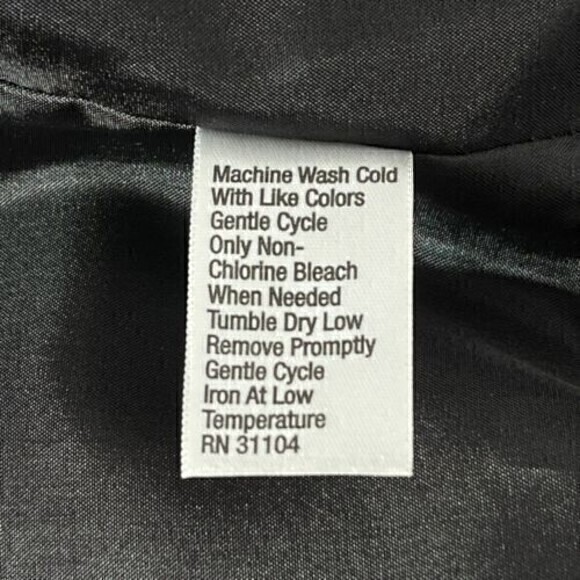 Machine Wash Cold
With Like Colors
Gentle Cycle
Only Non-
Chlorine Bleach
When Needed
Tumble Dry Low
Remove Promptly
Gentle Cycle
Iron At Low
Temperature
RN 31104